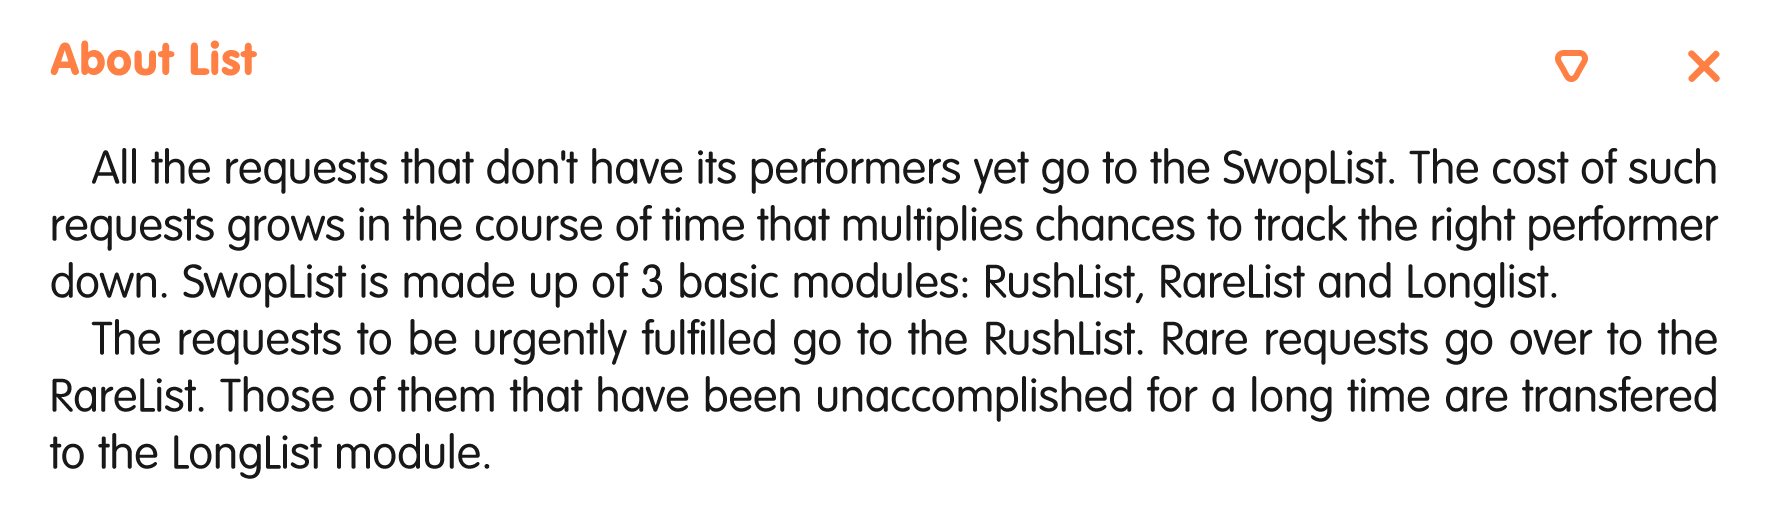 About List
All the requests that don't have its performers yet go to the SwopList. The cost of such
requests grows in the course of time that multiplies chances to track the right performer
down. SwopList is made up of 3 basic modules: RushList, RareList and Longlist.
The requests to be urgently fulfilled go to the RushList. Rare requests go over to the
RareList. Those of them that have been unaccomplished for a long time are transfered
to the LongList module.